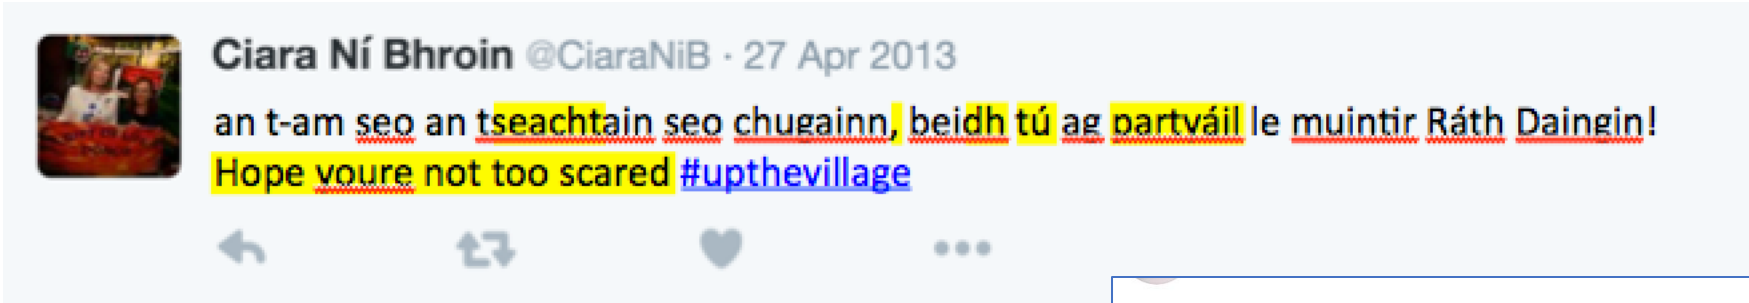 Ciara Ní Bhroin @CiaraNiB · 27 Apr 2013
an t-am seo an tseachtain seo chugainn, beidh tú ag partyáil le muintir Ráth Daingin!
Hope youre not too scared #upthevillage